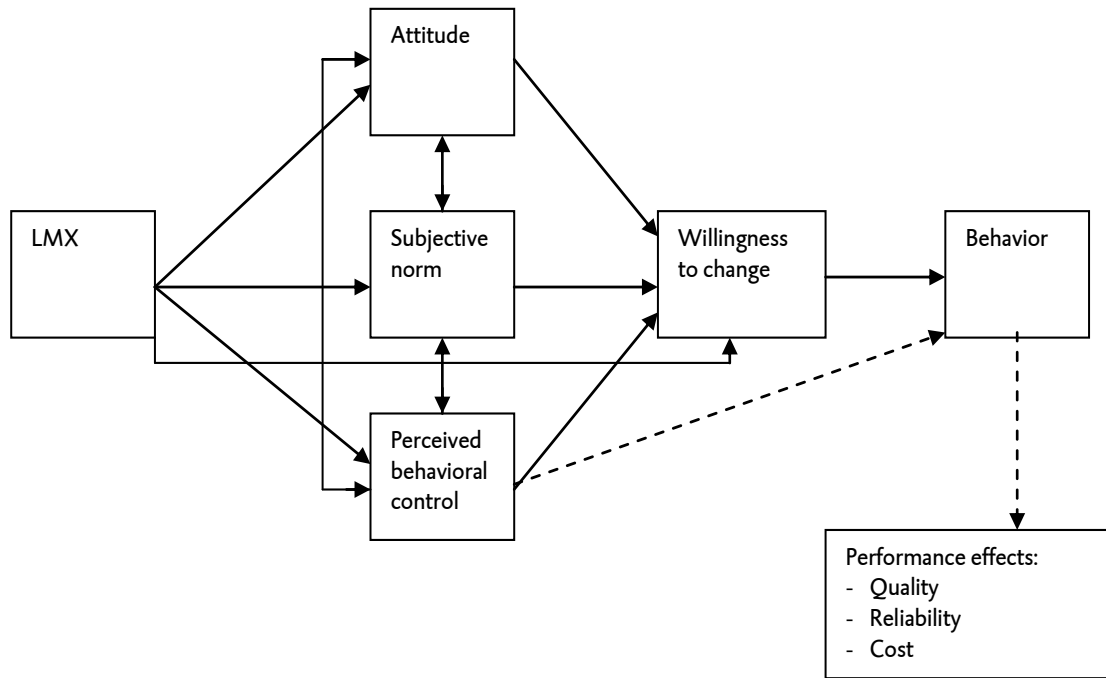 Attitude
LMX
Subjective
norm
Willingness
to change
Behavior
Perceived
behavioral
control
Performance effects:
- Quality
- Reliability
- Cost